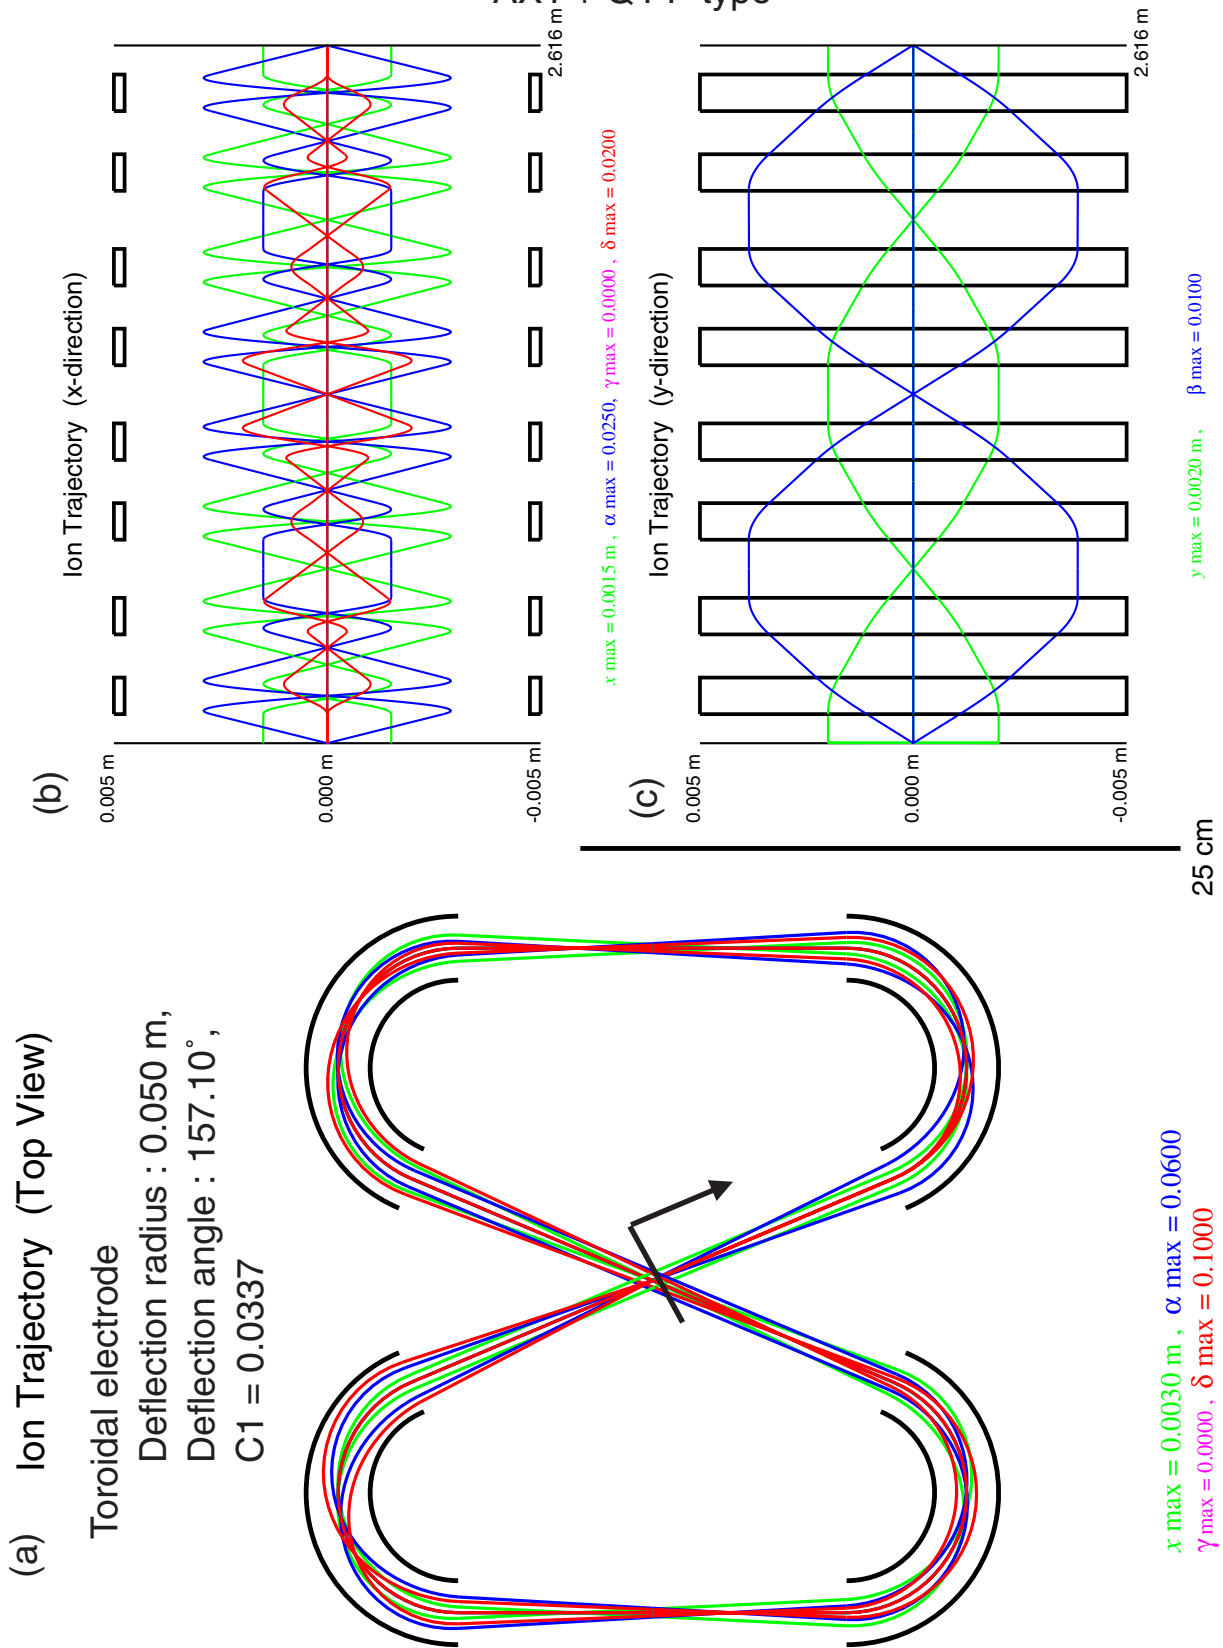 (a) Ion Trajectory (Top View)
Toroidal electrode
Deflection radius : 0.050 m,
Deflection angle : 157.10°,
C1 = 0.0337
x max = 0.0030 m , α max = 0.0600
γ max = 0.0000 , δ max = 0.1000
25 cm
(b)
Ion Trajectory (x-direction)
0.005 m
0.000 m
-0.005 m
2.616 m
x max = 0.0015 m , α max = 0.0250, γ max = 0.0000 , δ max = 0.0200
(c)
Ion Trajectory (y-direction)
0.005 m
0.000 m
-0.005 m
2.616 m
y max = 0.0020 m , β max = 0.0100